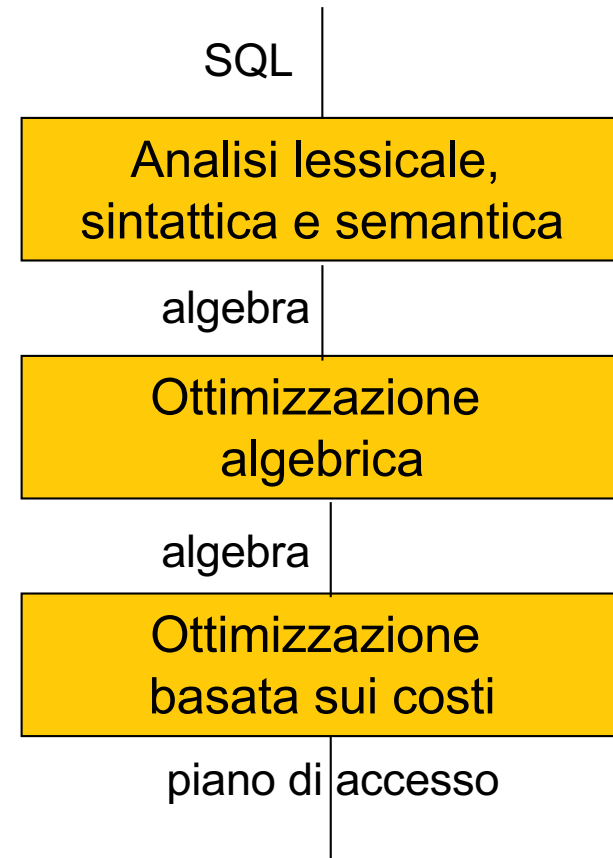 SQL
Analisi lessicale,
sintattica e semantica
algebra
Ottimizzazione
algebrica
algebra
Ottimizzazione
basata sui costi
piano di accesso